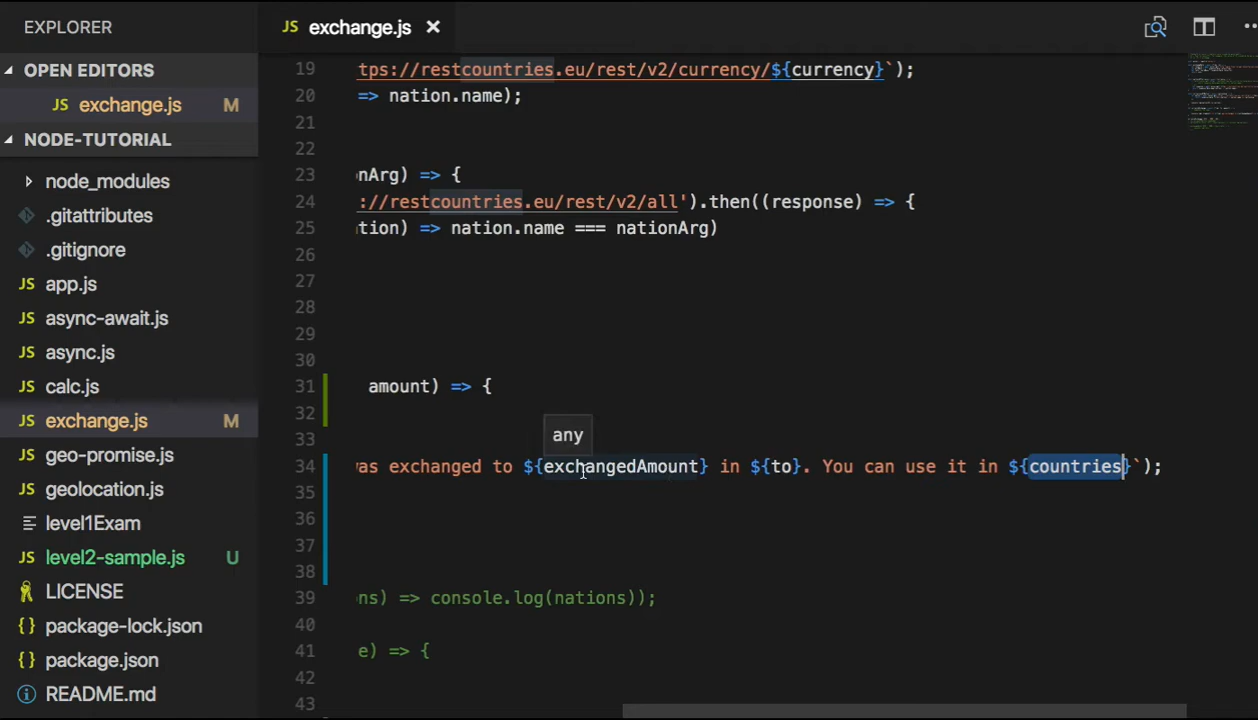 EXPLORER
JS exchange.js ×
OPEN EDITORS
JS exchange.js M
NODE-TUTORIAL
node_modules
.gitattributes
.gitignore
JS app.js
JS async-await.js
JS async.js
JS calc.js
JS exchange.js M
JS geo-promise.js
JS geolocation.js
level1Exam
JS level2-sample.js U
LICENSE
{} package-lock.json
{} package.json
README.md
19 tps://restcountries.eu/rest/v2/currency/${currency}`);
20 => nation.name);
21
22
23 onArg) => {
24 ://restcountries.eu/rest/v2/all').then((response) => {
25 ation) => nation.name === nationArg)
26
27
28
29
30
31 amount) => {
32
any
33
34 was exchanged to ${exchangedAmount} in ${to}. You can use it in ${countries}`);
35
36
37
38
39 ons) => console.log(nations));
40
41 e) => {
42
43